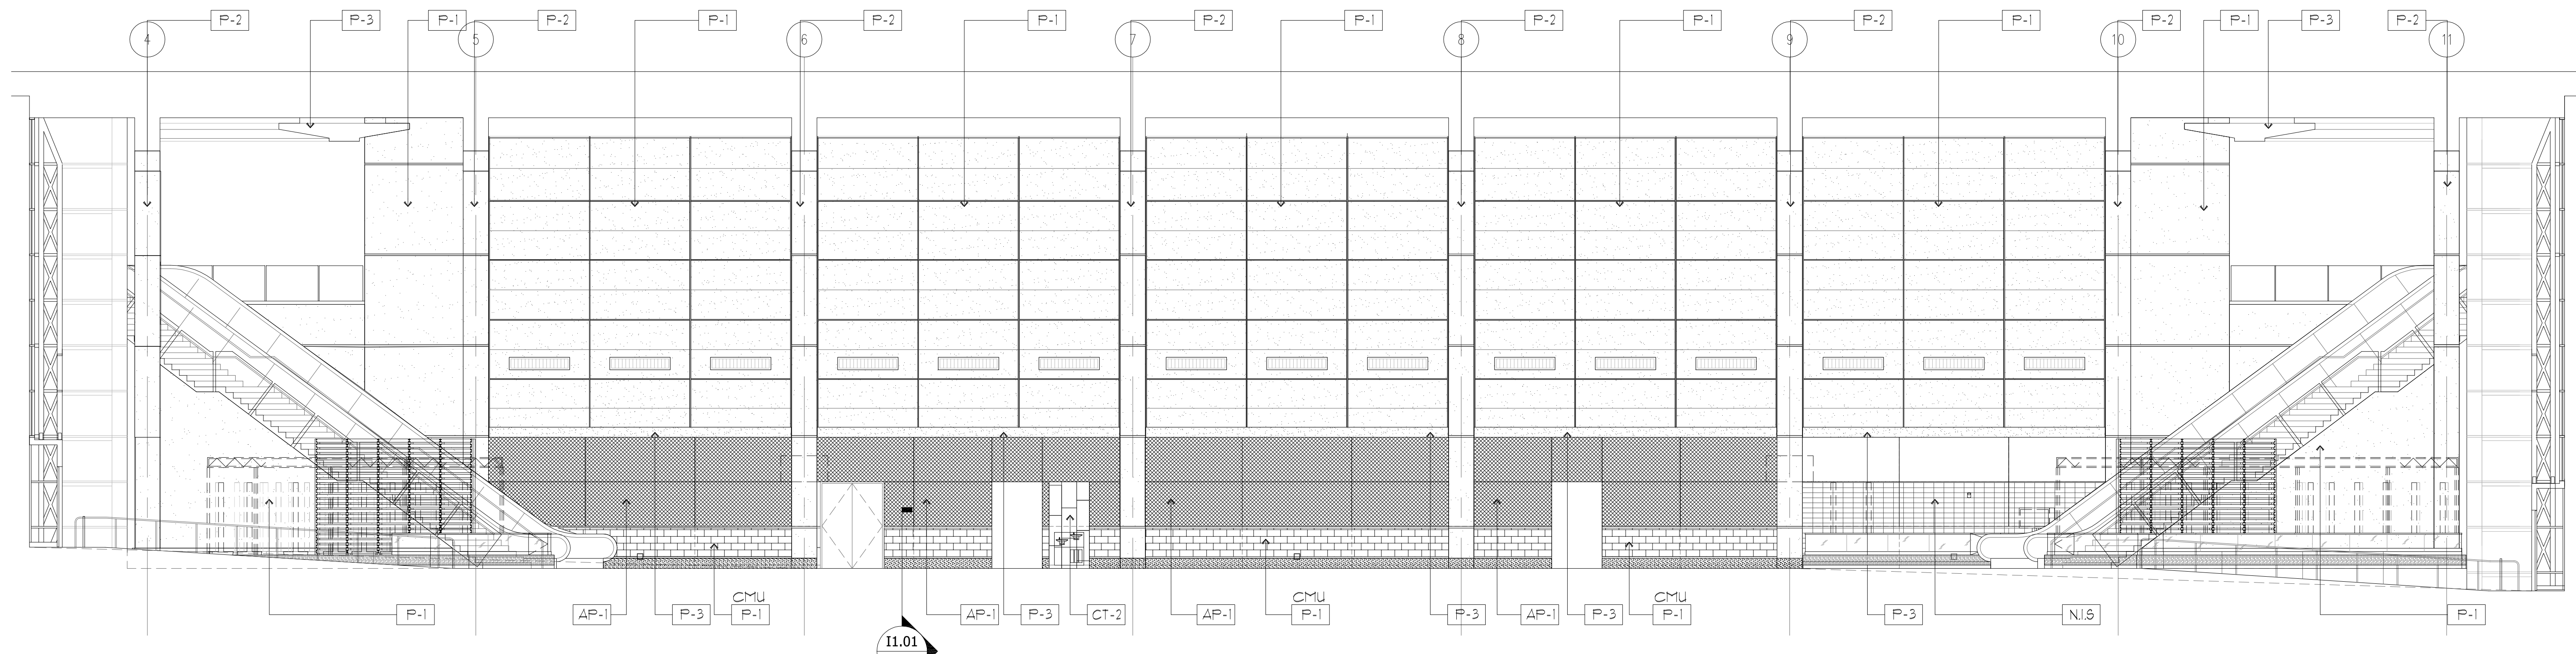 P-2 P-3 P-1 P-2 P-1 P-2 P-1 P-2 P-1 P-2 P-1 P-2 P-1 P-2 P-1 P-3 P-2
4 5 6 7 8 9 10 11
CMU CMU CMU
P-1 AP-1 P-3 P-1 AP-1 P-3 CT-2 AP-1 P-1 P-3 AP-1 P-3 P-1 P-3 N.I.S P-1
I1.01